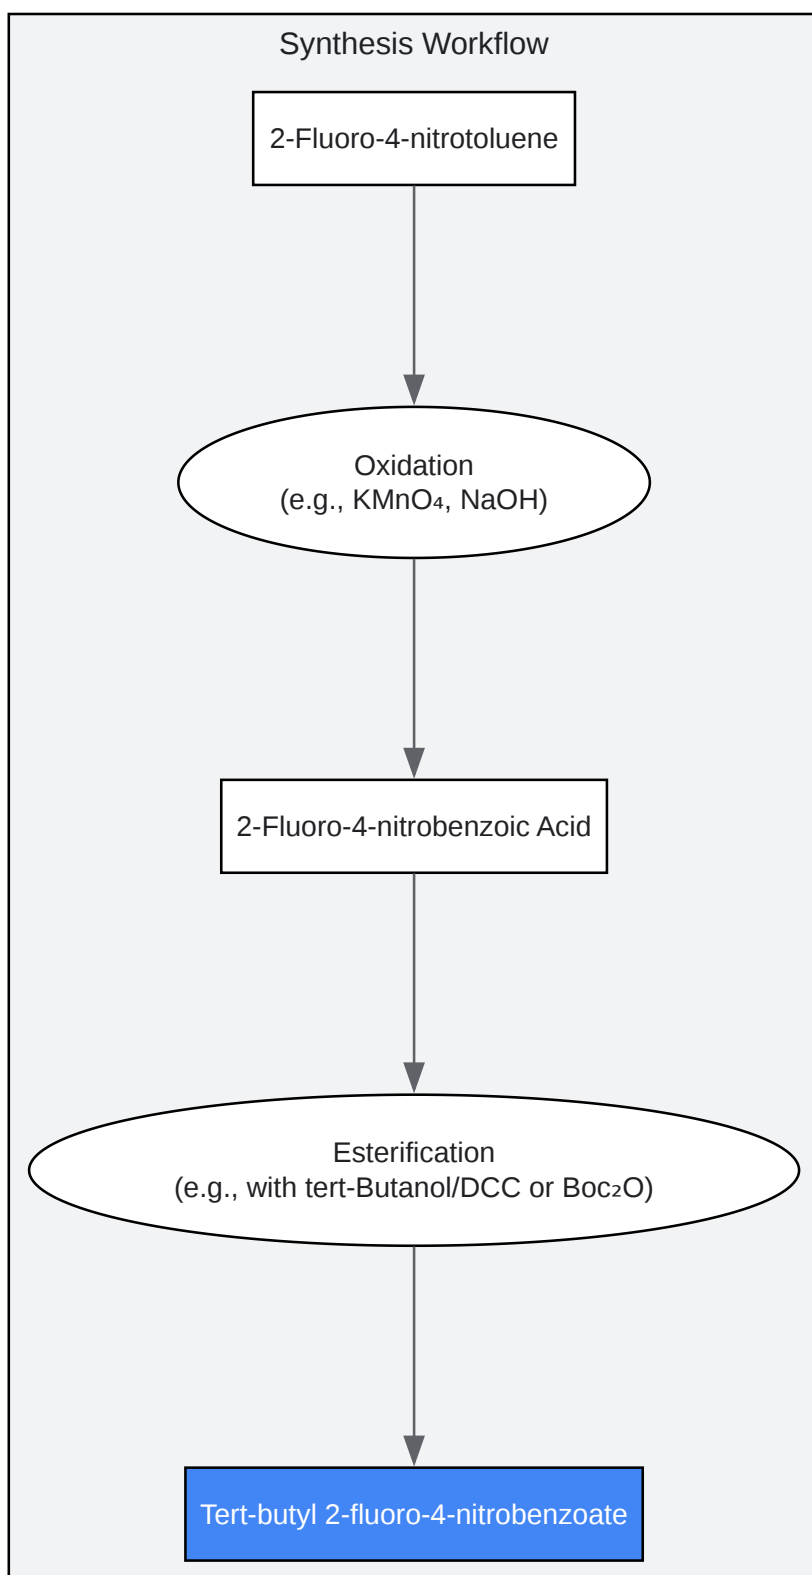 Synthesis Workflow
2-Fluoro-4-nitrotoluene
Oxidation
(e.g., KMnO₄, NaOH)
2-Fluoro-4-nitrobenzoic Acid
Esterification
(e.g., with tert-Butanol/DCC or Boc₂O)
Tert-butyl 2-fluoro-4-nitrobenzoate